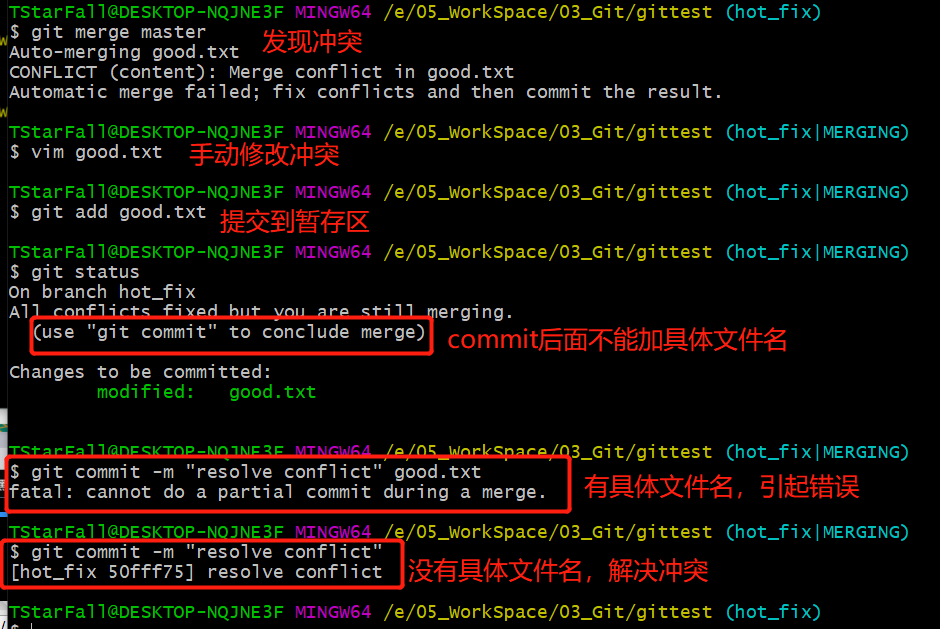 TStarFall@DESKTOP-NQJNE3F MINGW64 /e/05_WorkSpace/03_Git/gittest (hot_fix)
$ git merge master
发现冲突
Auto-merging good.txt
CONFLICT (content): Merge conflict in good.txt
Automatic merge failed; fix conflicts and then commit the result.
TStarFall@DESKTOP-NQJNE3F MINGW64 /e/05_WorkSpace/03_Git/gittest (hot_fix|MERGING)
$ vim good.txt 手动修改冲突
TStarFall@DESKTOP-NQJNE3F MINGW64 /e/05_WorkSpace/03_Git/gittest (hot_fix|MERGING)
$ git add good.txt 提交到暂存区
TStarFall@DESKTOP-NQJNE3F MINGW64 /e/05_WorkSpace/03_Git/gittest (hot_fix|MERGING)
$ git status
On branch hot_fix
All conflicts fixed but you are still merging.
(use "git commit" to conclude merge) commit后面不能加具体文件名
Changes to be committed:
modified: good.txt
TStarFall@DESKTOP-NQJNE3F MINGW64 /e/05_WorkSpace/03_Git/gittest (hot_fix|MERGING)
$ git commit -m "resolve conflict" good.txt
fatal: cannot do a partial commit during a merge. 有具体文件名，引起错误
TStarFall@DESKTOP-NQJNE3F MINGW64 /e/05_WorkSpace/03_Git/gittest (hot_fix|MERGING)
$ git commit -m "resolve conflict"
[hot_fix 50fff75] resolve conflict 没有具体文件名，解决冲突
TStarFall@DESKTOP-NQJNE3F MINGW64 /e/05_WorkSpace/03_Git/gittest (hot_fix)